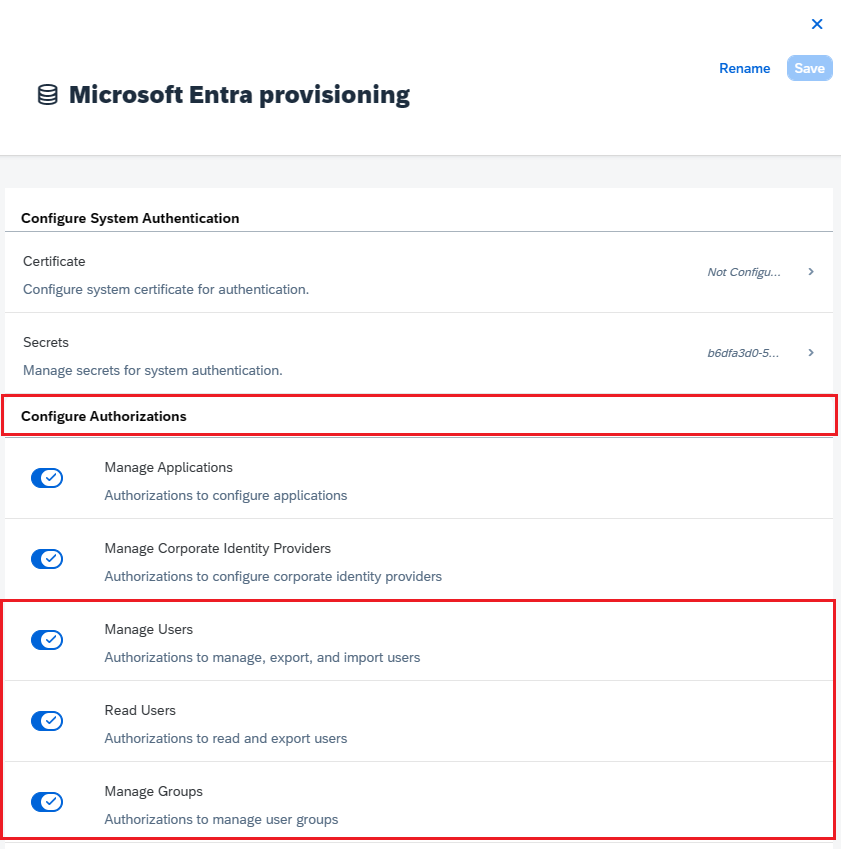 Rename
Save
Microsoft Entra provisioning
Configure System Authentication
Certificate
Not Configu...
Configure system certificate for authentication.
Secrets
b6dfa3d0-5...
Manage secrets for system authentication.
Configure Authorizations
Manage Applications
Authorizations to configure applications
Manage Corporate Identity Providers
Authorizations to configure corporate identity providers
Manage Users
Authorizations to manage, export, and import users
Read Users
Authorizations to read and export users
Manage Groups
Authorizations to manage user groups